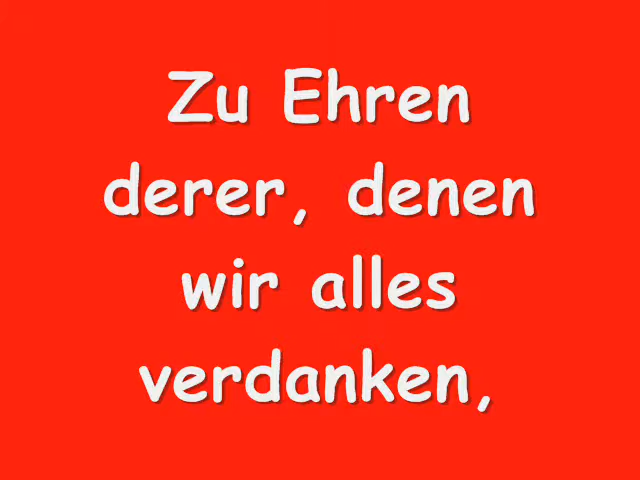 Zu Ehren
derer, denen
wir alles
verdanken,